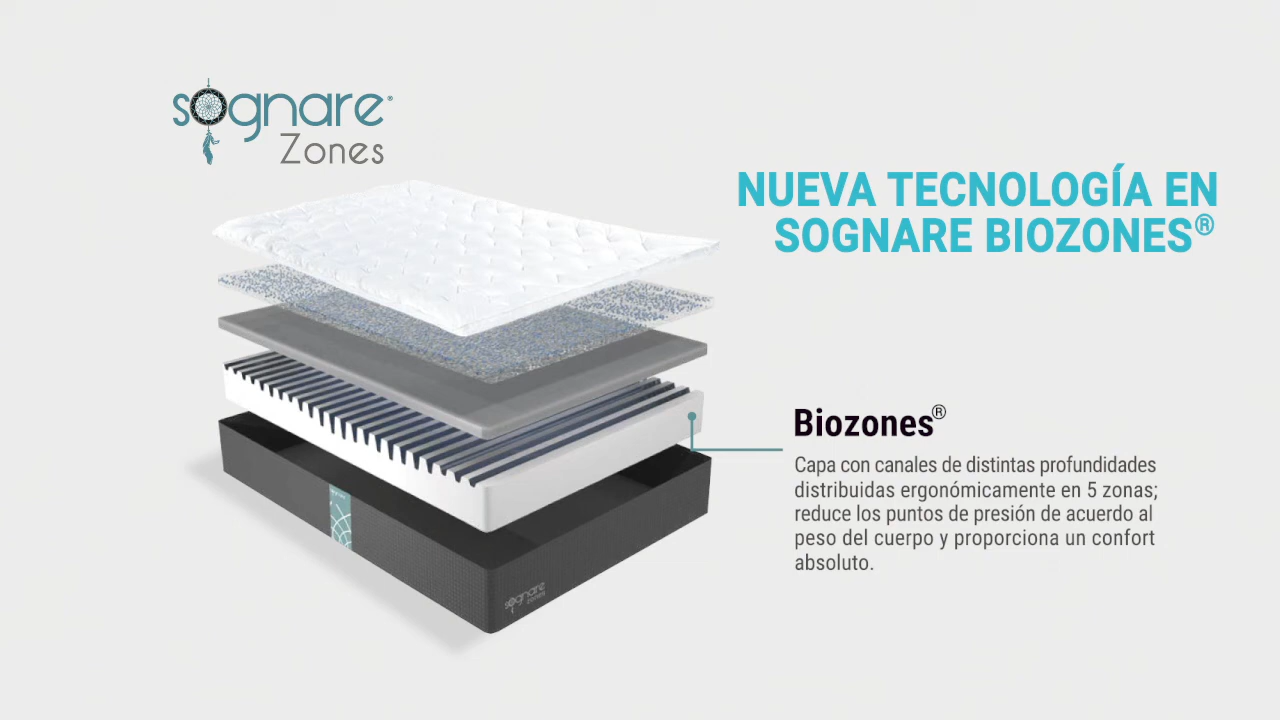 sognare®
Zones
NUEVA TECNOLOGÍA EN
SOGNARE BIOZONES®
Biozones®
Capa con canales de distintas profundidades
distribuidas ergonómicamente en 5 zonas;
reduce los puntos de presión de acuerdo al
peso del cuerpo y proporciona un confort
absoluto.
sognare
zones